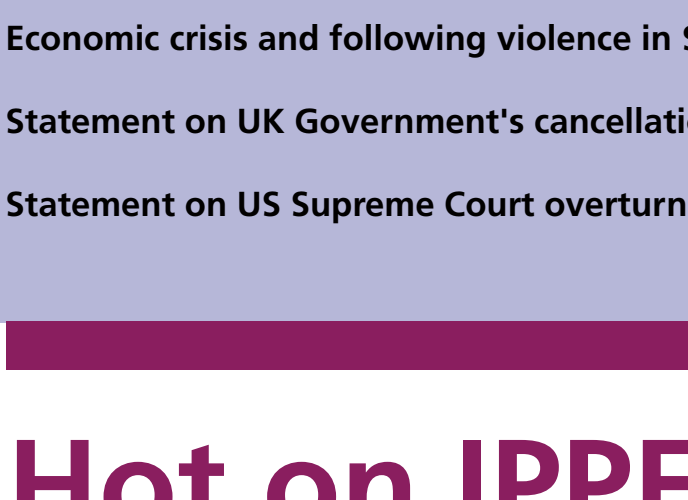 Economic crisis and following violence in S
Statement on UK Government's cancellati
Statement on US Supreme Court overturn
Hot on IPPF